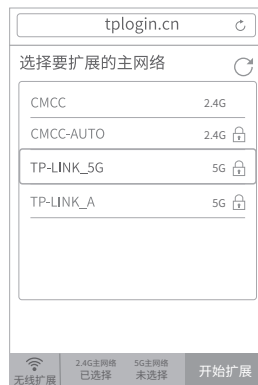 tplogin.cn
选择要扩展的主网络
CMCC 2.4G
CMCC-AUTO 2.4G
TP-LINK_5G 5G
TP-LINK_A 5G
无线扩展
2.4G主网络 已选择
5G主网络 未选择
开始扩展